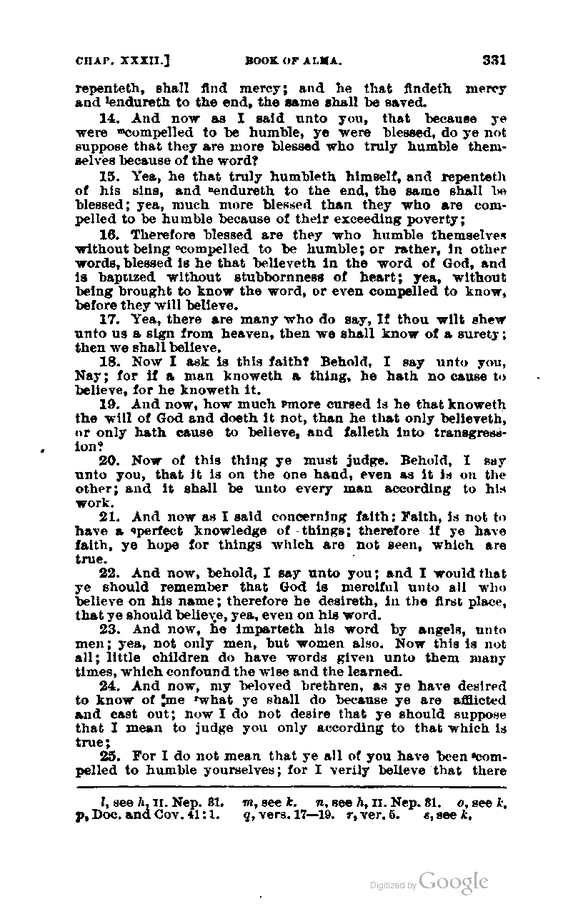 CHAP. XXXII.] BOOK OF ALMA. 331
repenteth, shall find mercy; and he that findeth mercy
and lendureth to the end, the same shall be saved.
14. And now as I said unto you, that because ye
were mcompelled to be humble, ye were blessed, do ye not
suppose that they are more blessed who truly humble them-
selves because of the word?
15. Yea, he that truly humbleth himself, and repenteth
of his sins, and nendureth to the end, the same shall be
blessed; yea, much more blessed than they who are com-
pelled to be humble because of their exceeding poverty;
16. Therefore blessed are they who humble themselves
without being ocompelled to be humble; or rather, in other
words, blessed is he that believeth in the word of God, and
is baptized without stubbornness of heart; yea, without
being brought to know the word, or even compelled to know,
before they will believe.
17. Yea, there are many who do say, If thou wilt shew
unto us a sign from heaven, then we shall know of a surety;
then we shall believe.
18. Now I ask is this faith? Behold, I say unto you,
Nay; for if a man knoweth a thing, he hath no cause to
believe, for he knoweth it.
19. And now, how much pmore cursed is he that knoweth
the will of God and doeth it not, than he that only believeth,
or only hath cause to believe, and falleth into transgress-
ion?
20. Now of this thing ye must judge. Behold, I say
unto you, that it is on the one hand, even as it is on the
other; and it shall be unto every man according to his
work.
21. And now as I said concerning faith: Faith, is not to
have a qperfect knowledge of things; therefore if ye have
faith, ye hope for things which are not seen, which are
true.
22. And now, behold, I say unto you; and I would that
ye should remember that God is merciful unto all who
believe on his name; therefore he desireth, in the first place,
that ye should believe, yea, even on his word.
23. And now, he imparteth his word by angels, unto
men; yea, not only men, but women also. Now this is not
all; little children do have words given unto them many
times, which confound the wise and the learned.
24. And now, my beloved brethren, as ye have desired
to know of me rwhat ye shall do because ye are afflicted
and cast out; now I do not desire that ye should suppose
that I mean to judge you only according to that which is
true;
25. For I do not mean that ye all of you have been scom-
pelled to humble yourselves; for I verily believe that there
l, see h, II. Nep. 31. m, see k. n, see h, II. Nep. 31. o, see k.
p, Doc. and Cov. 41:1. q, vers. 17—19. r, ver. 5. s, see k.
Digitized by Google